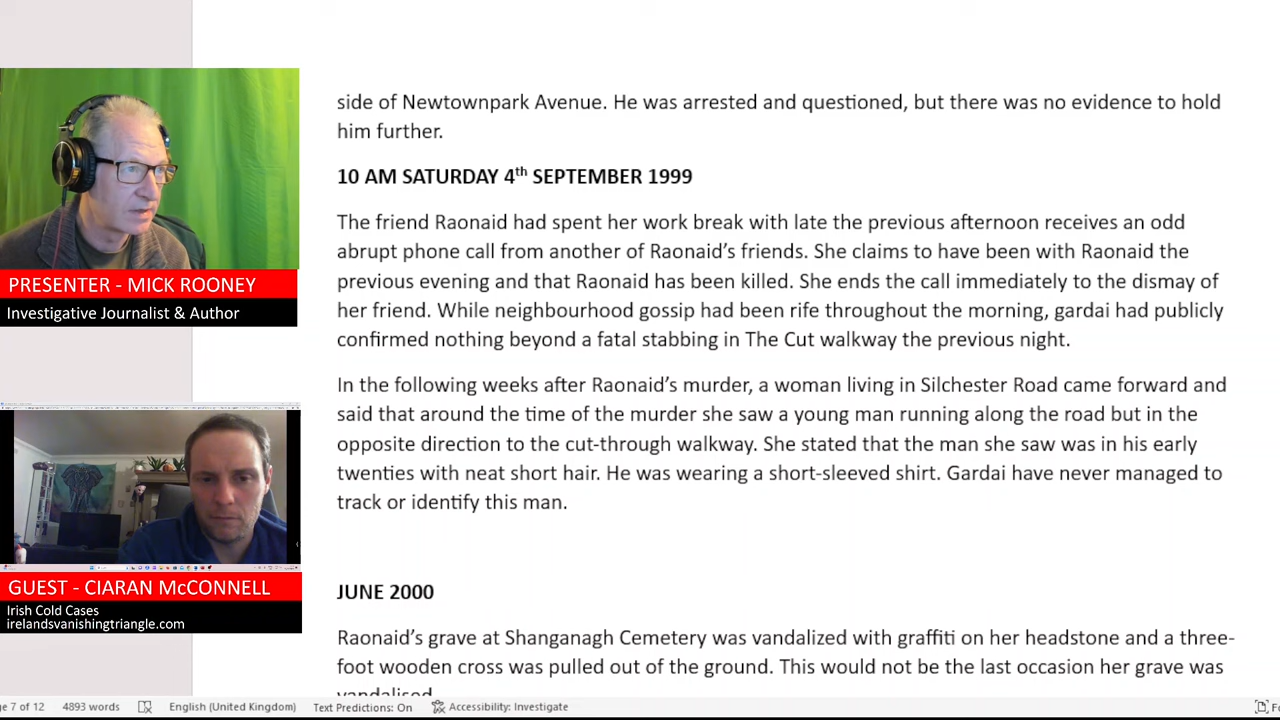 side of Newtownpark Avenue. He was arrested and questioned, but there was no evidence to hold
him further.
10 AM SATURDAY 4th SEPTEMBER 1999
The friend Raonaid had spent her work break with late the previous afternoon receives an odd
abrupt phone call from another of Raonaid's friends. She claims to have been with Raonaid the
previous evening and that Raonaid has been killed. She ends the call immediately to the dismay of
her friend. While neighbourhood gossip had been rife throughout the morning, gardai had publicly
confirmed nothing beyond a fatal stabbing in The Cut walkway the previous night.
In the following weeks after Raonaid's murder, a woman living in Silchester Road came forward and
said that around the time of the murder she saw a young man running along the road but in the
opposite direction to the cut-through walkway. She stated that the man she saw was in his early
twenties with neat short hair. He was wearing a short-sleeved shirt. Gardai have never managed to
track or identify this man.
JUNE 2000
Raonaid's grave at Shanganagh Cemetery was vandalized with graffiti on her headstone and a three-
foot wooden cross was pulled out of the ground. This would not be the last occasion her grave was
vandalised.
PRESENTER - MICK ROONEY
Investigative Journalist & Author
GUEST - CIARAN McCONNELL
Irish Cold Cases
irelandsvanishingtriangle.com
ge 7 of 12 4893 words English (United Kingdom) Text Predictions: On Accessibility: Investigate Fo